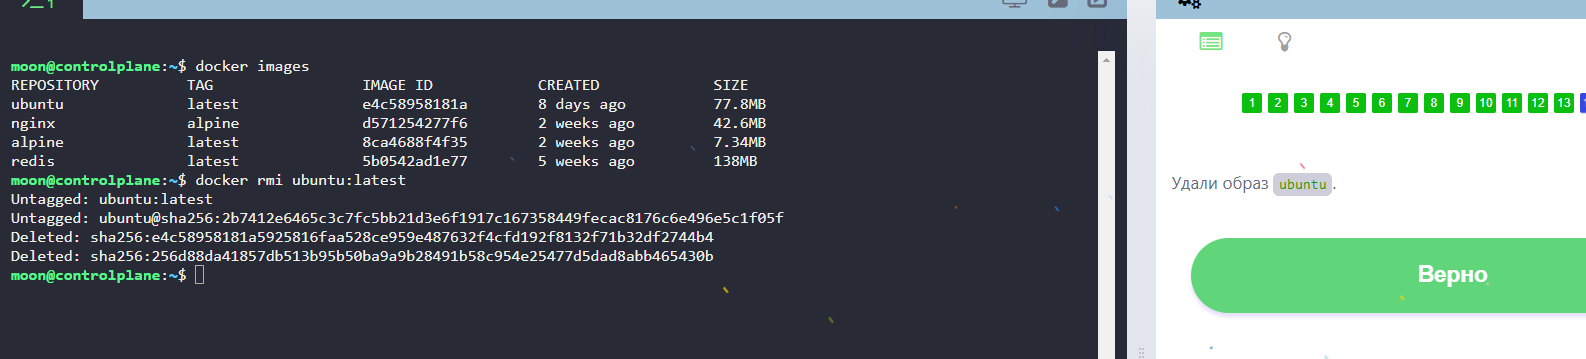 1
moon@controlplane:~$ docker images
REPOSITORY TAG IMAGE ID CREATED SIZE
ubuntu latest e4c58958181a 8 days ago 77.8MB
nginx alpine d571254277f6 2 weeks ago 42.6MB
alpine latest 8ca4688f4f35 2 weeks ago 7.34MB
redis latest 5b0542ad1e77 5 weeks ago 138MB
moon@controlplane:~$ docker rmi ubuntu:latest
Untagged: ubuntu:latest
Untagged: ubuntu@sha256:2b7412e6465c3c7fc5bb21d3e6f1917c167358449fecac8176c6e496e5c1f05f
Deleted: sha256:e4c58958181a5925816faa528ce959e487632f4cfd192f8132f71b32df2744b4
Deleted: sha256:256d88da41857db513b95b50ba9a9b28491b58c954e25477d5dad8abb465430b
moon@controlplane:~$
1 2 3 4 5 6 7 8 9 10 11 12 13
Удали образ ubuntu.
Верно